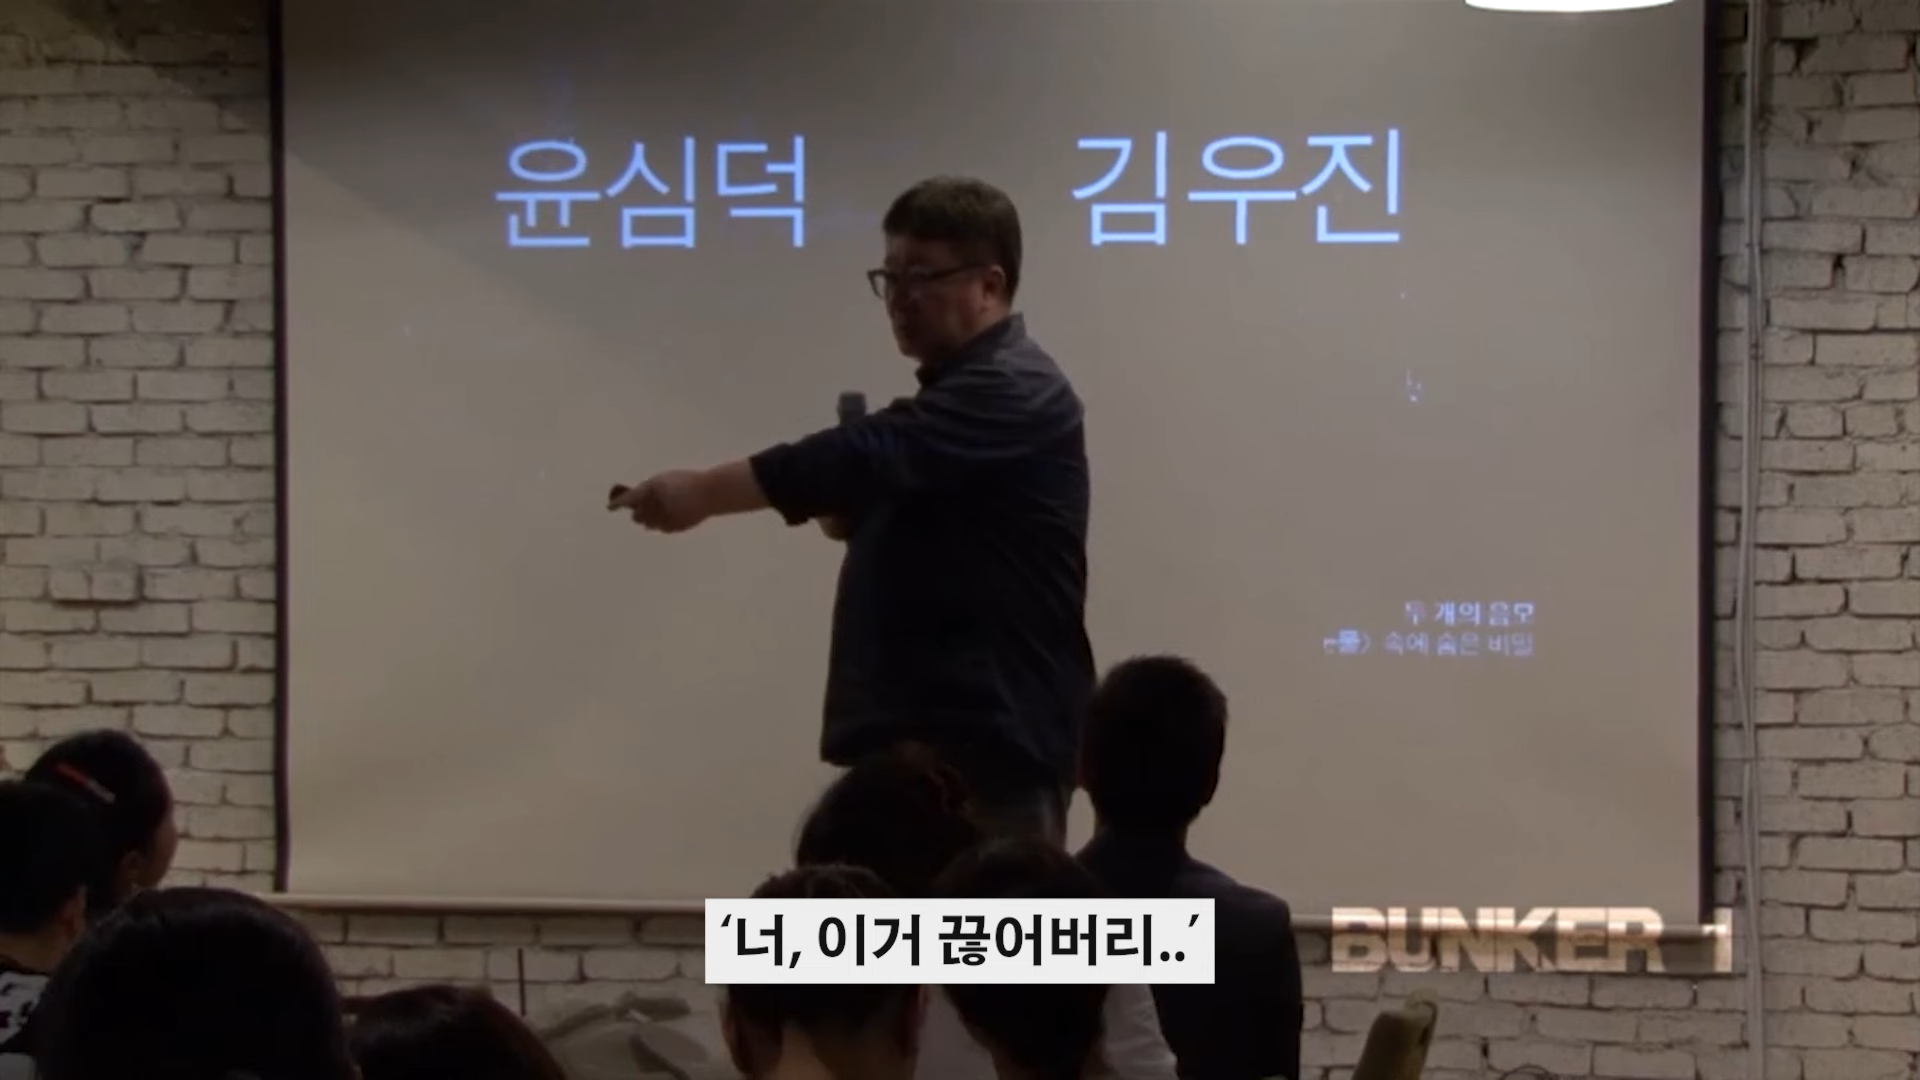 윤심덕 김우진
두 개의 음모
속에 숨은 비밀
BUNKER 1
‘너, 이거 끊어버리..’